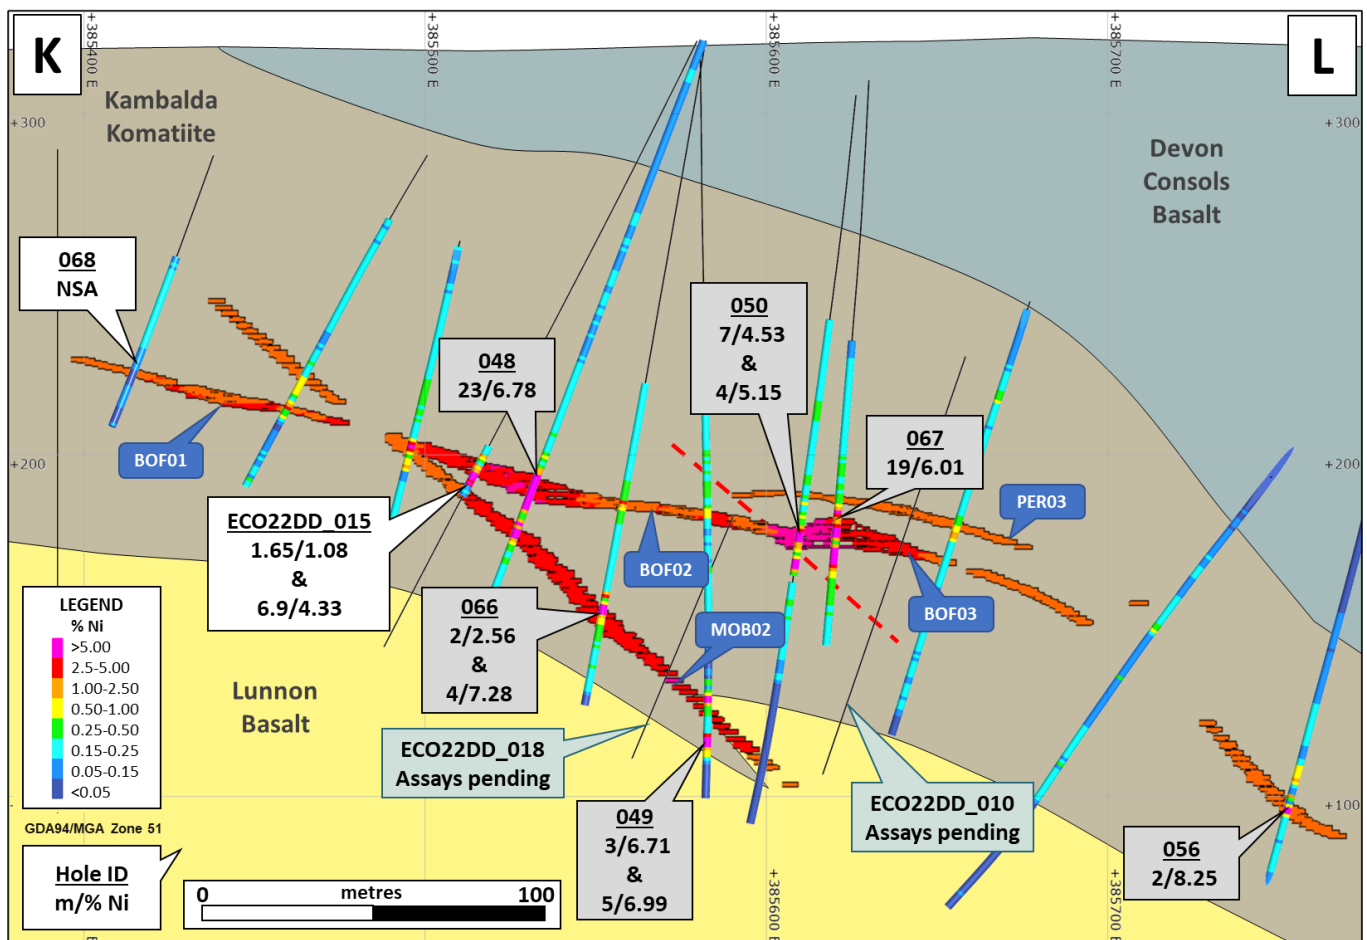 K
L
+385400 E
+385500 E
+385600 E
+385700 E
Kambalda
Komatiite
+300
+300
Devon
Consols
Basalt
068
NSA
050
7/4.53
&
4/5.15
048
23/6.78
067
19/6.01
BOF01
+200
+200
PER03
ECO22DD_015
1.65/1.08
&
6.9/4.33
BOF02
BOF03
066
2/2.56
&
4/7.28
MOB02
LEGEND
% Ni
>5.00
2.5-5.00
1.00-2.50
0.50-1.00
0.25-0.50
0.15-0.25
0.05-0.15
<0.05
Lunnon
Basalt
ECO22DD_018
Assays pending
ECO22DD_010
Assays pending
+100
049
3/6.71
&
5/6.99
056
2/8.25
GDA94/MGA Zone 51
Hole ID
m/% Ni
0 metres 100
+385600 E
+385700 E
E
E